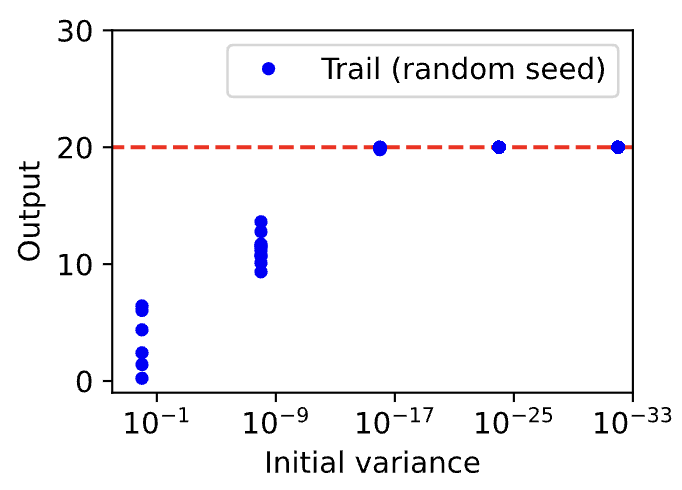 30
Trail (random seed)
20
10
0
Output
10⁻¹ 10⁻⁹ 10⁻¹⁷ 10⁻²⁵ 10⁻³³
Initial variance